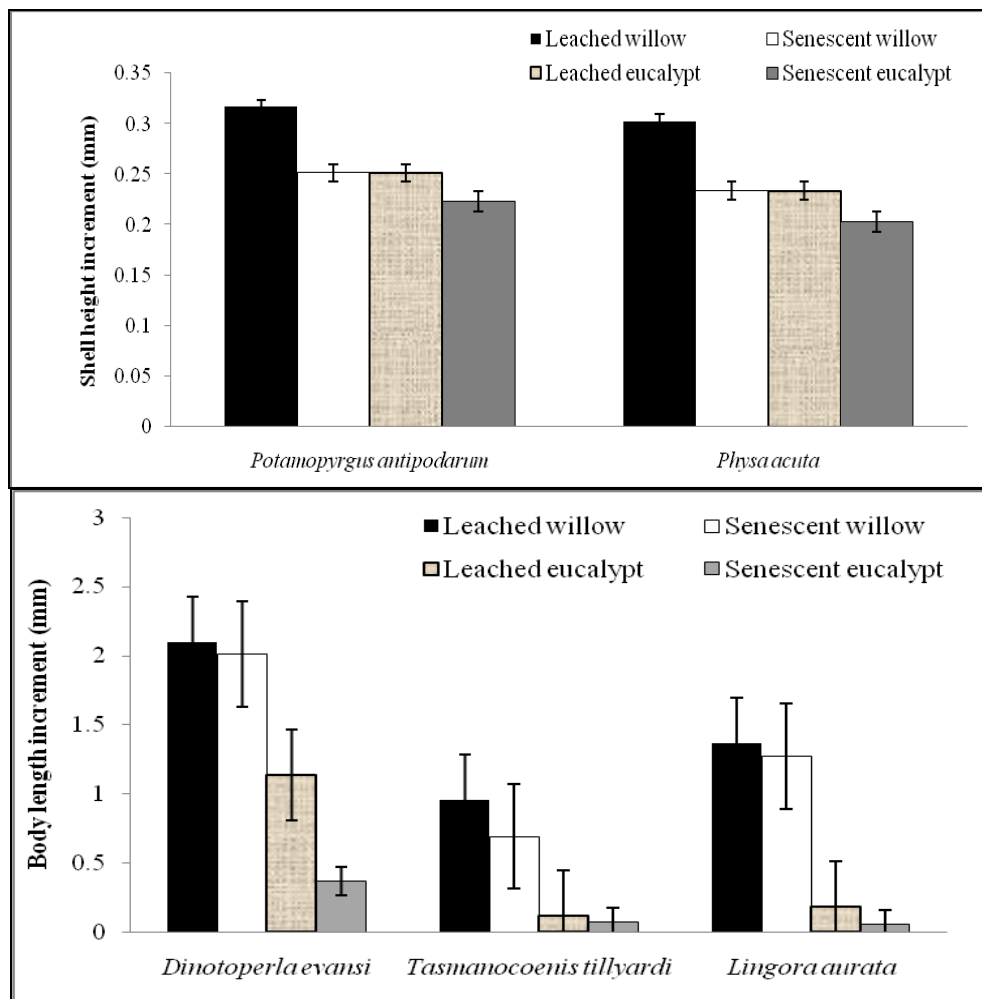 Leached willow Senescent willow
Leached eucalypt Senescent eucalypt
Shell height increment (mm)
0.35
0.3
0.25
0.2
0.15
0.1
0.05
0
Potamopyrgus antipodarum Physa acuta
Leached willow Senescent willow
Leached eucalypt Senescent eucalypt
Body length increment (mm)
3
2.5
2
1.5
1
0.5
0
Dinotoperla evansi Tasmanocoenis tillyardi Lingora aurata